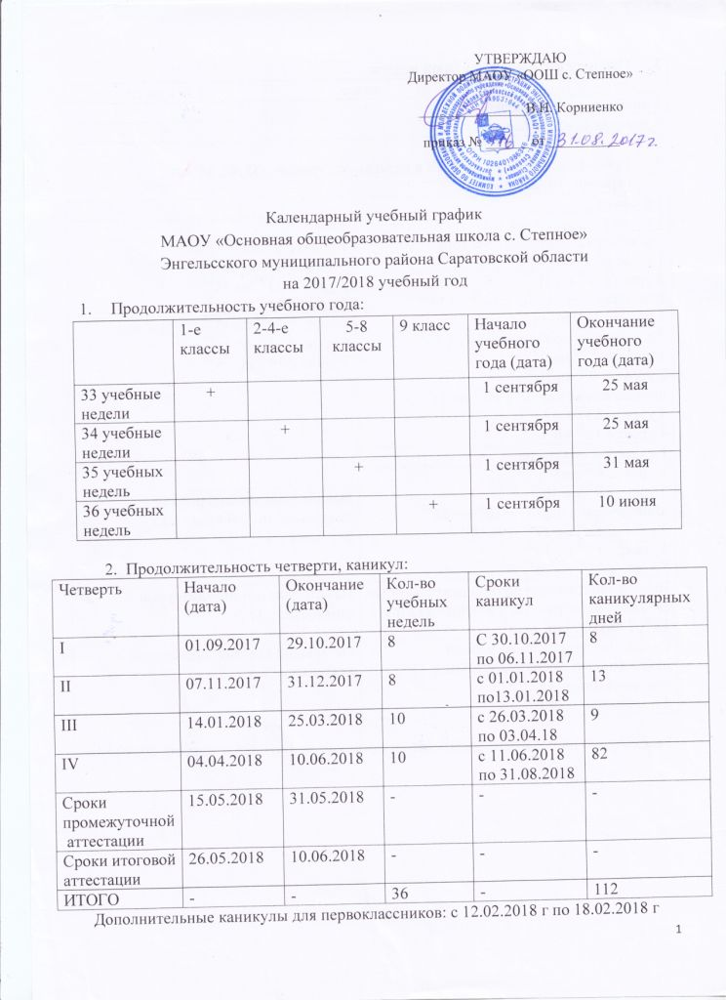 УТВЕРЖДАЮ
Директор МАОУ «ООШ с. Степное»
В.Н. Корниенко
приказ № от 31.08.2017г.
Календарный учебный график
МАОУ «Основная общеобразовательная школа с. Степное»
Энгельсского муниципального района Саратовской области
на 2017/2018 учебный год
1. Продолжительность учебного года:
1-е классы 2-4-е классы 5-8 классы 9 класс Начало учебного года (дата) Окончание учебного года (дата)
33 учебные недели + 1 сентября 25 мая
34 учебные недели + 1 сентября 25 мая
35 учебных недель + 1 сентября 31 мая
36 учебных недель + 1 сентября 10 июня
2. Продолжительность четверти, каникул:
Четверть Начало (дата) Окончание (дата) Кол-во учебных недель Сроки каникул Кол-во каникулярных дней
I 01.09.2017 29.10.2017 8 С 30.10.2017 по 06.11.2017 8
II 07.11.2017 31.12.2017 8 с 01.01.2018 по13.01.2018 13
III 14.01.2018 25.03.2018 10 с 26.03.2018 по 03.04.18 9
IV 04.04.2018 10.06.2018 10 с 11.06.2018 по 31.08.2018 82
Сроки промежуточной аттестации 15.05.2018 31.05.2018 - - -
Сроки итоговой аттестации 26.05.2018 10.06.2018 - - -
ИТОГО - - 36 - 112
Дополнительные каникулы для первоклассников: с 12.02.2018 г по 18.02.2018 г
1